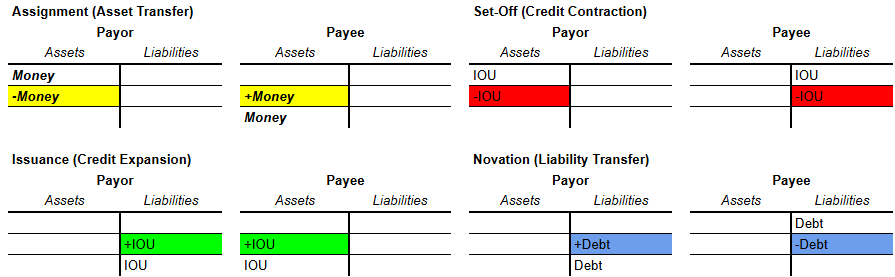 Assignment (Asset Transfer)
Payor Payee
Assets Liabilities Assets Liabilities
Money
-Money +Money
Money
Set-Off (Credit Contraction)
Payor Payee
Assets Liabilities Assets Liabilities
IOU IOU
-IOU -IOU
Issuance (Credit Expansion)
Payor Payee
Assets Liabilities Assets Liabilities
+IOU +IOU
IOU IOU
Novation (Liability Transfer)
Payor Payee
Assets Liabilities Assets Liabilities
Debt
+Debt -Debt
Debt